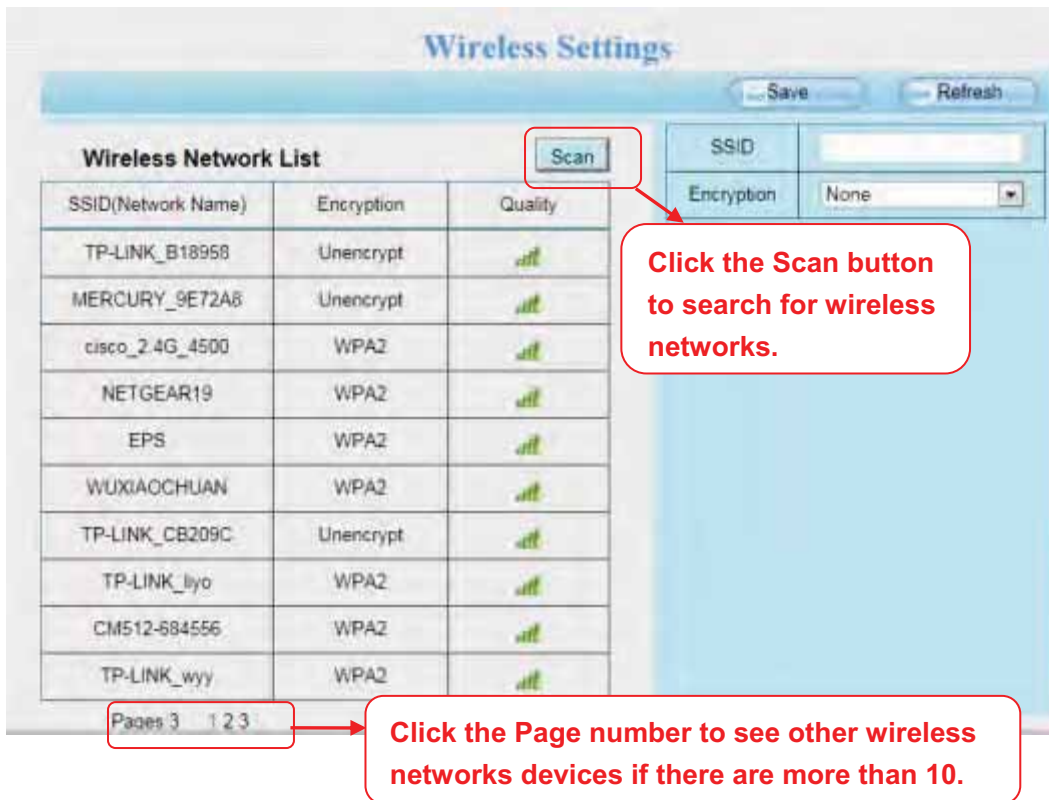 Wireless Settings
Save Refresh
Wireless Network List Scan
SSID
Encryption None
SSID(Network Name) Encryption Quality
TP-LINK_B18958 Unencrypt
MERCURY_9E72A8 Unencrypt
cisco_2.4G_4500 WPA2
NETGEAR19 WPA2
EPS WPA2
WUXIAOCHUAN WPA2
TP-LINK_CB209C Unencrypt
TP-LINK_liyo WPA2
CM512-684556 WPA2
TP-LINK_wyy WPA2
Pages 3 1 2 3
Click the Scan button
to search for wireless
networks.
Click the Page number to see other wireless
networks devices if there are more than 10.